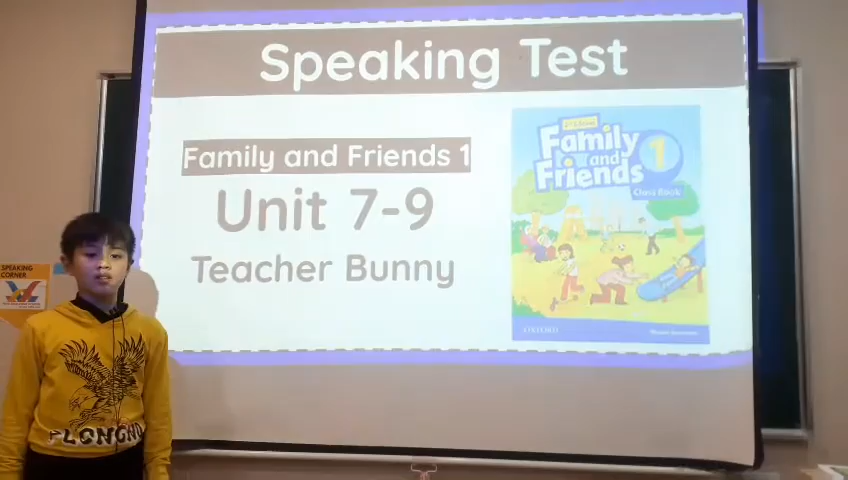 Speaking Test
Family and Friends 1
Unit 7-9
Teacher Bunny
Family
and
Friends
1
Class Book
OXFORD
SPEAKING
CORNER